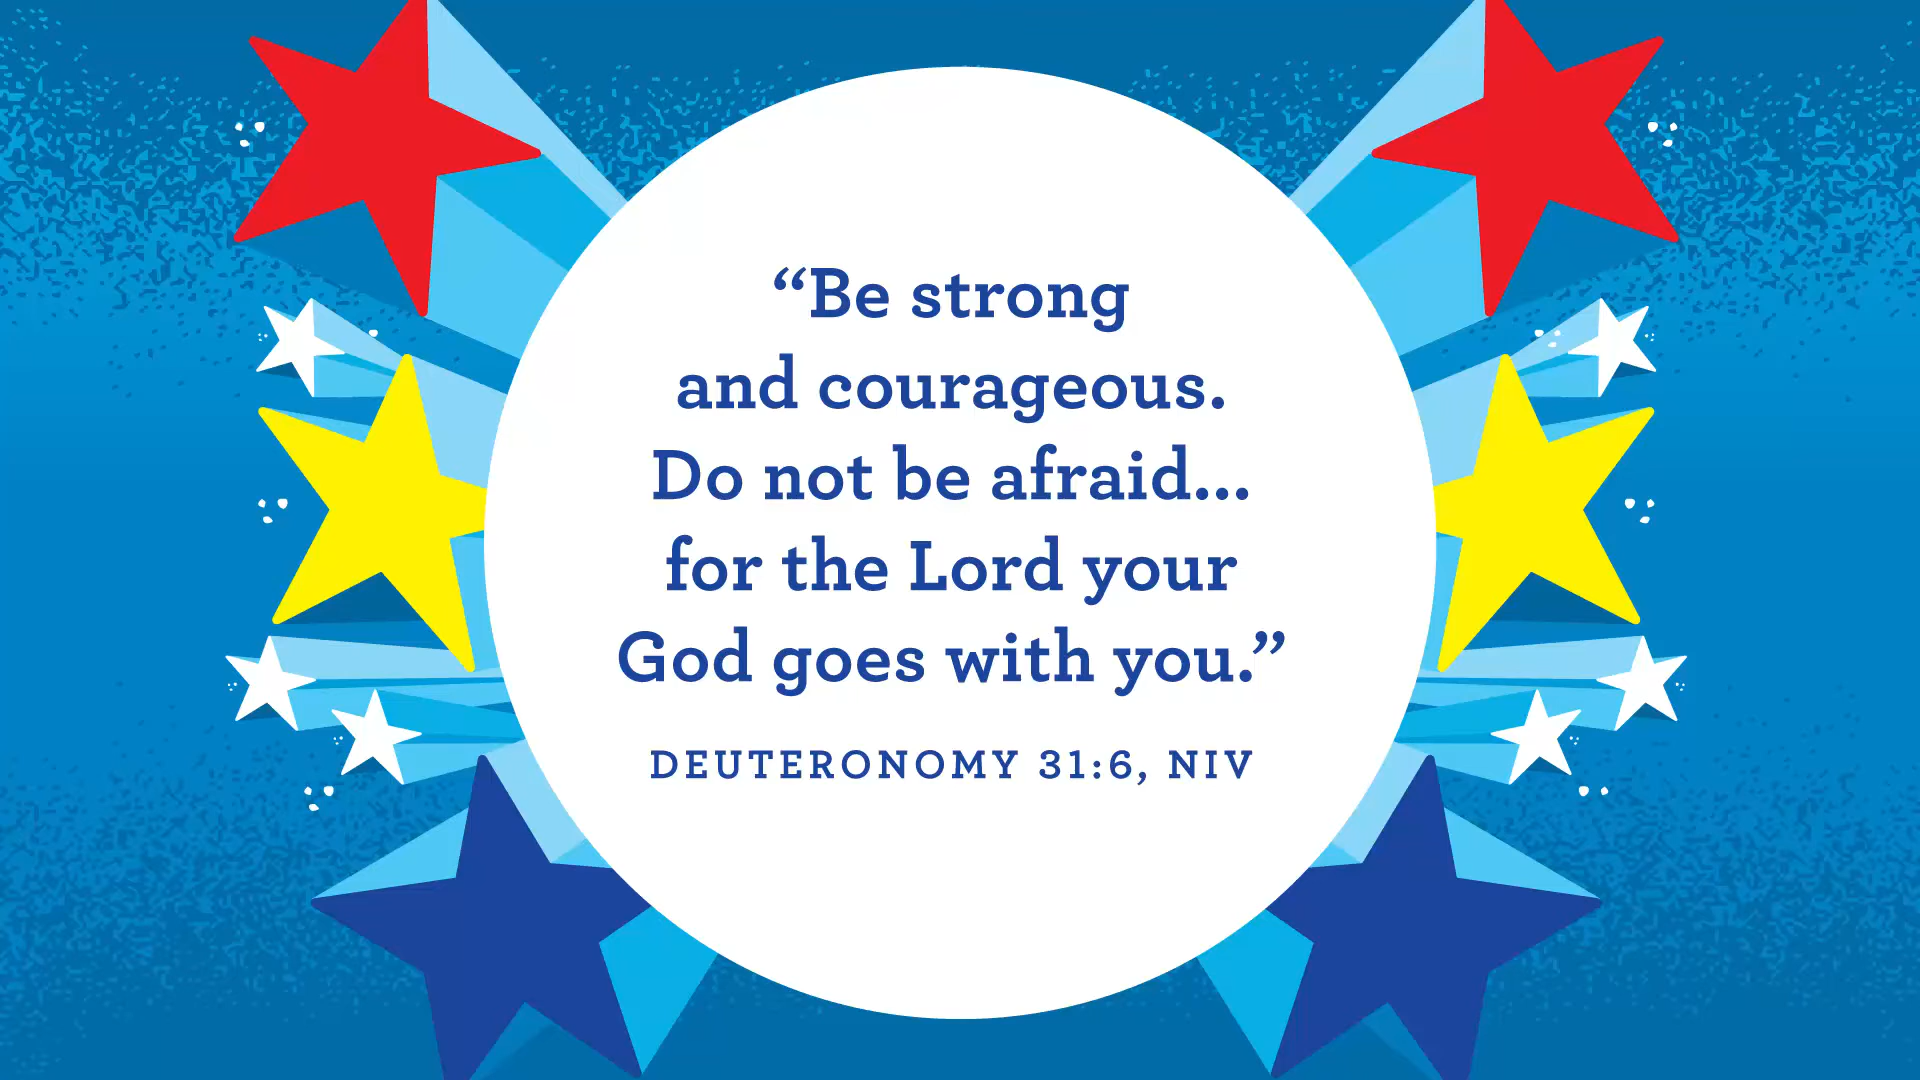 “Be strong
and courageous.
Do not be afraid...
for the Lord your
God goes with you.”
DEUTERONOMY 31:6, NIV